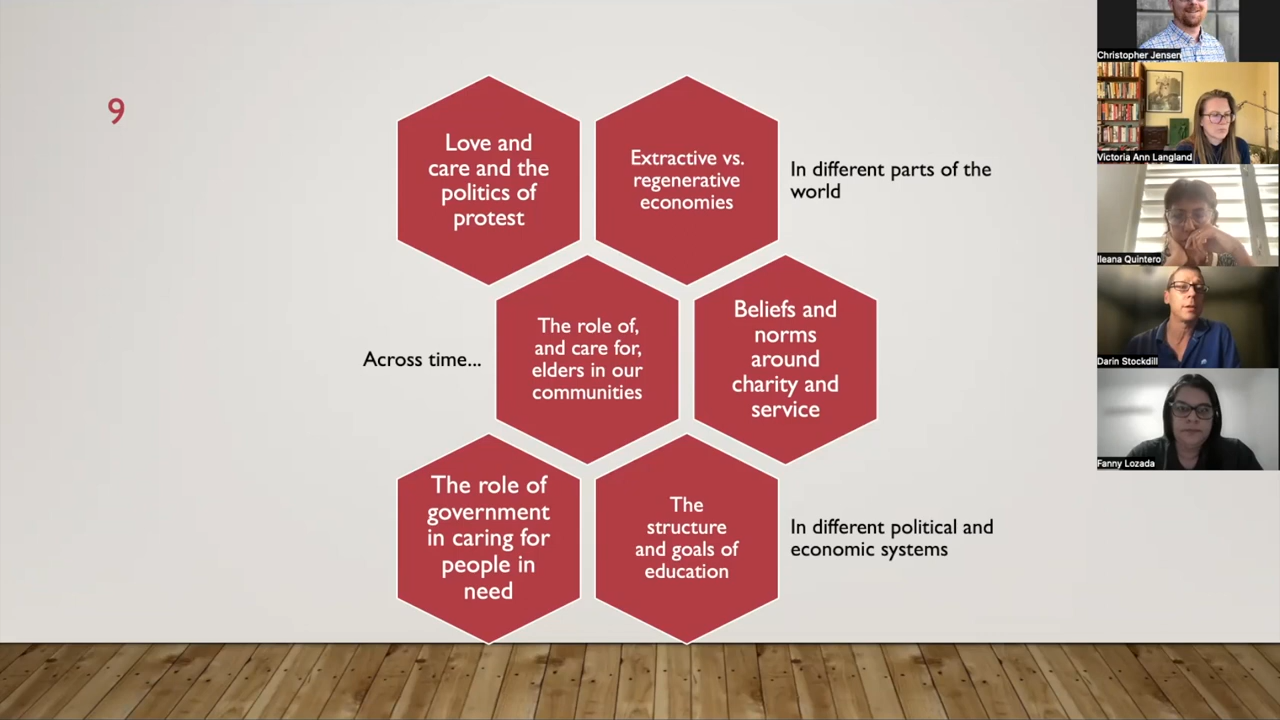 9
Love and
care and the
politics of
protest
Extractive vs.
regenerative
economies
In different parts of the
world
Across time...
The role of,
and care for,
elders in our
communities
Beliefs and
norms
around
charity and
service
The role of
government
in caring for
people in
need
The
structure
and goals of
education
In different political and
economic systems
Christopher Jensen
Victoria Ann Langland
Ileana Quintero
Darin Stockdill
Fanny Lozada